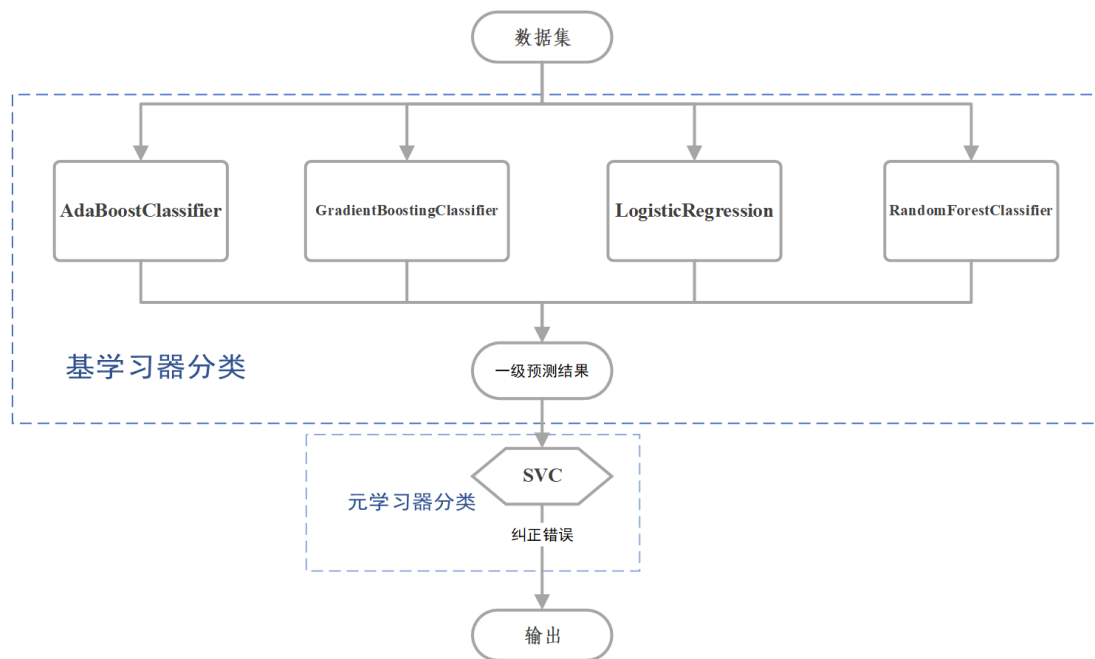 数据集
AdaBoostClassifier
GradientBoostingClassifier
LogisticRegression
RandomForestClassifier
一级预测结果
基学习器分类
SVC
元学习器分类
纠正错误
输出